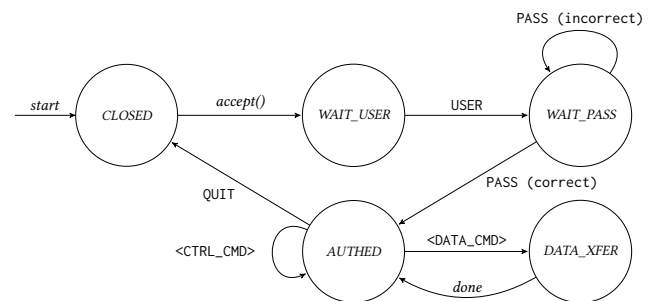 PASS (incorrect)
start
CLOSED
accept()
WAIT_USER
USER
WAIT_PASS
QUIT
PASS (correct)
<CTRL_CMD>
AUTHED
<DATA_CMD>
DATA_XFER
done